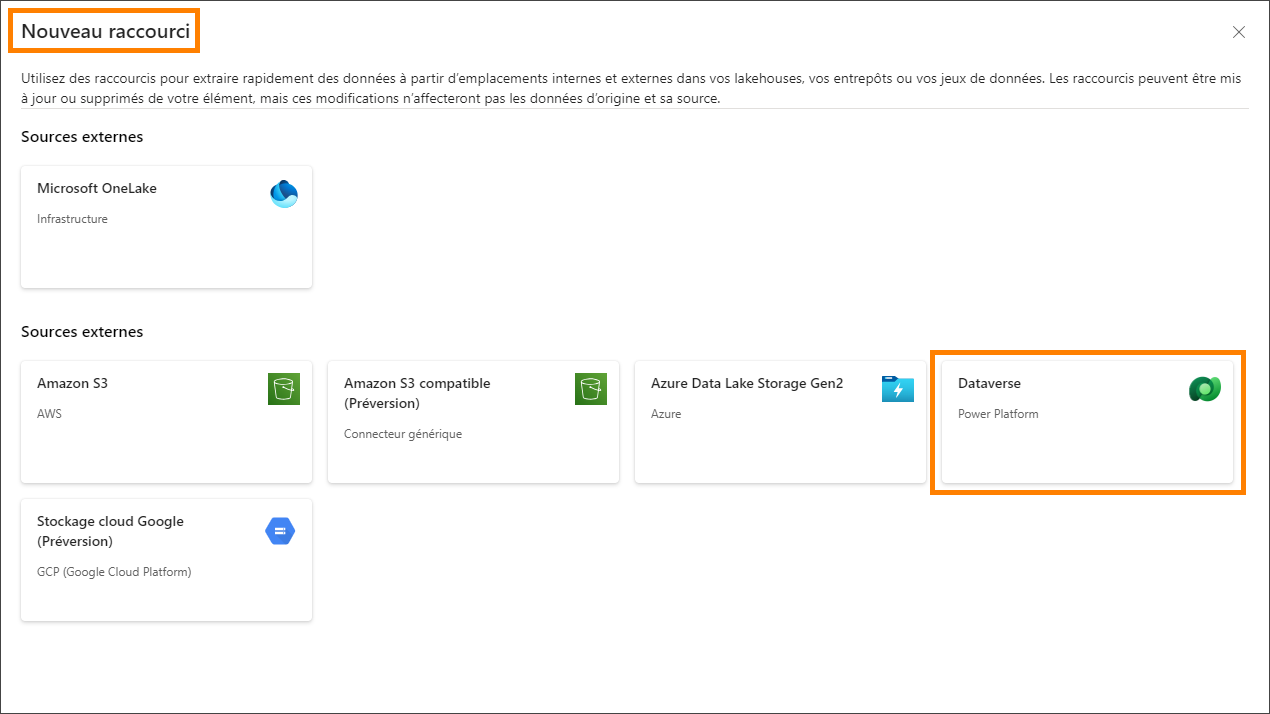 Nouveau raccourci
Utilisez des raccourcis pour extraire rapidement des données à partir d’emplacements internes et externes dans vos lakehouses, vos entrepôts ou vos jeux de données. Les raccourcis peuvent être mis
à jour ou supprimés de votre élément, mais ces modifications n’affecteront pas les données d’origine et sa source.
Sources externes
Microsoft OneLake
Infrastructure
Sources externes
Amazon S3
AWS
Amazon S3 compatible
(Préversion)
Connecteur générique
Azure Data Lake Storage Gen2
Azure
Dataverse
Power Platform
Stockage cloud Google
(Préversion)
GCP (Google Cloud Platform)